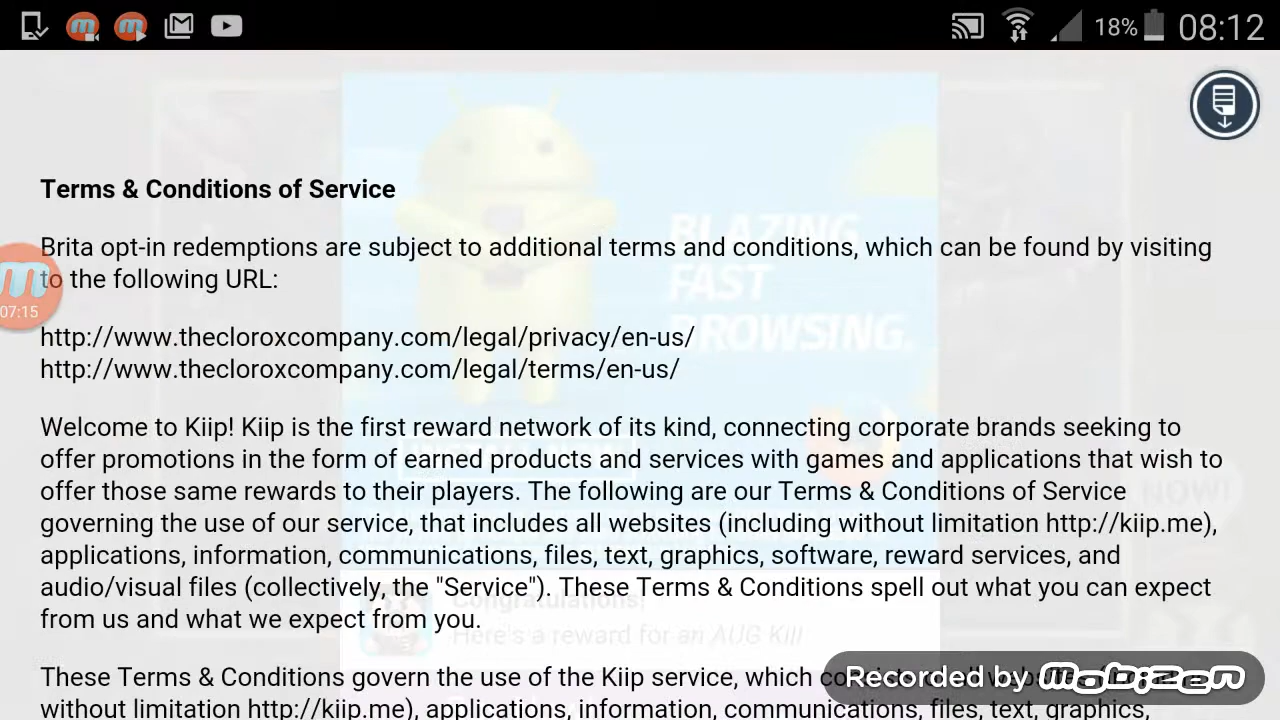 18% 08:12
Terms & Conditions of Service
Brita opt-in redemptions are subject to additional terms and conditions, which can be found by visiting
to the following URL:
07:15
http://www.thecloroxcompany.com/legal/privacy/en-us/
http://www.thecloroxcompany.com/legal/terms/en-us/
BLAZING
FAST
BROWSING.
Welcome to Kiip! Kiip is the first reward network of its kind, connecting corporate brands seeking to
offer promotions in the form of earned products and services with games and applications that wish to
offer those same rewards to their players. The following are our Terms & Conditions of Service
NOW!
governing the use of our service, that includes all websites (including without limitation http://kiip.me),
applications, information, communications, files, text, graphics, software, reward services, and
audio/visual files (collectively, the "Service"). These Terms & Conditions spell out what you can expect
Congratulations!
from us and what we expect from you.
Here's a reward for an AUG Kill
These Terms & Conditions govern the use of the Kiip service, which
Recorded by mobizen
without limitation http://kiip.me), applications, information, communications, files, text, graphics,